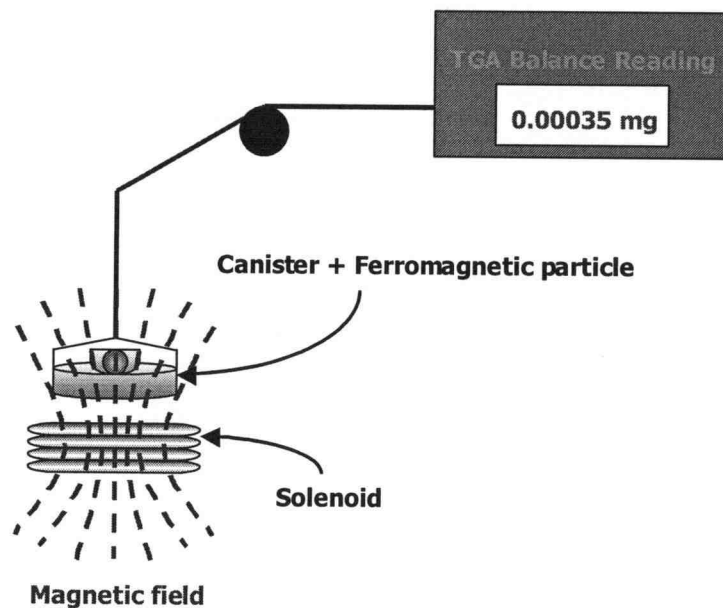 TGA Balance Reading
0.00035 mg
Canister + Ferromagnetic particle
Solenoid
Magnetic field